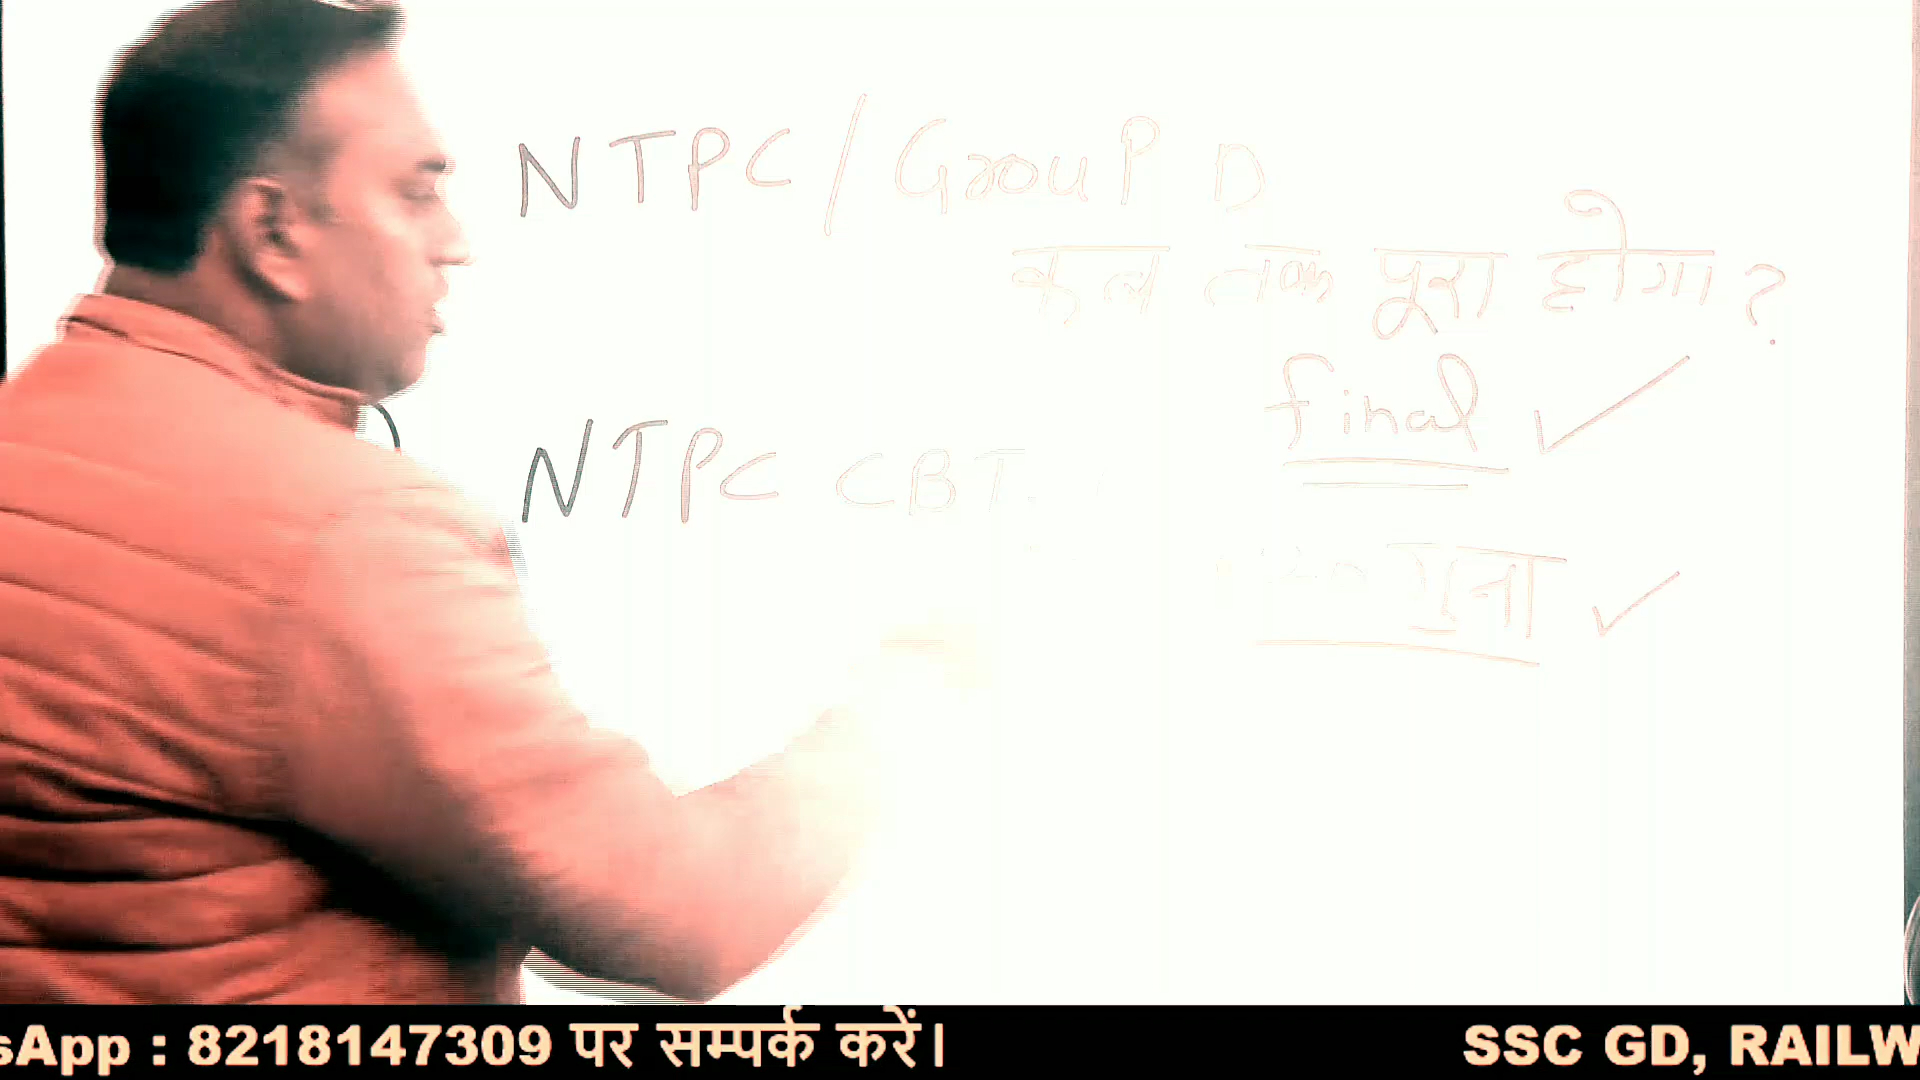 NTPC / GrouP D
कब तक पूरा होगा ?
final
NTPC CBT-
गुना
sApp : 8218147309 पर सम्पर्क करें।
SSC GD, RAILW